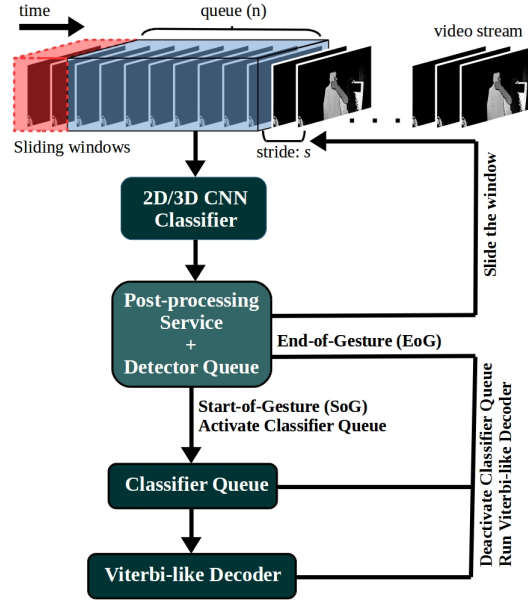 time
queue (n)
video stream
Sliding windows
stride: s
2D/3D CNN
Classifier
Slide the window
Post-processing
Service
+
Detector Queue
End-of-Gesture (EoG)
Start-of-Gesture (SoG)
Activate Classifier Queue
Deactivate Classifier Queue
Run Viterbi-like Decoder
Classifier Queue
Viterbi-like Decoder